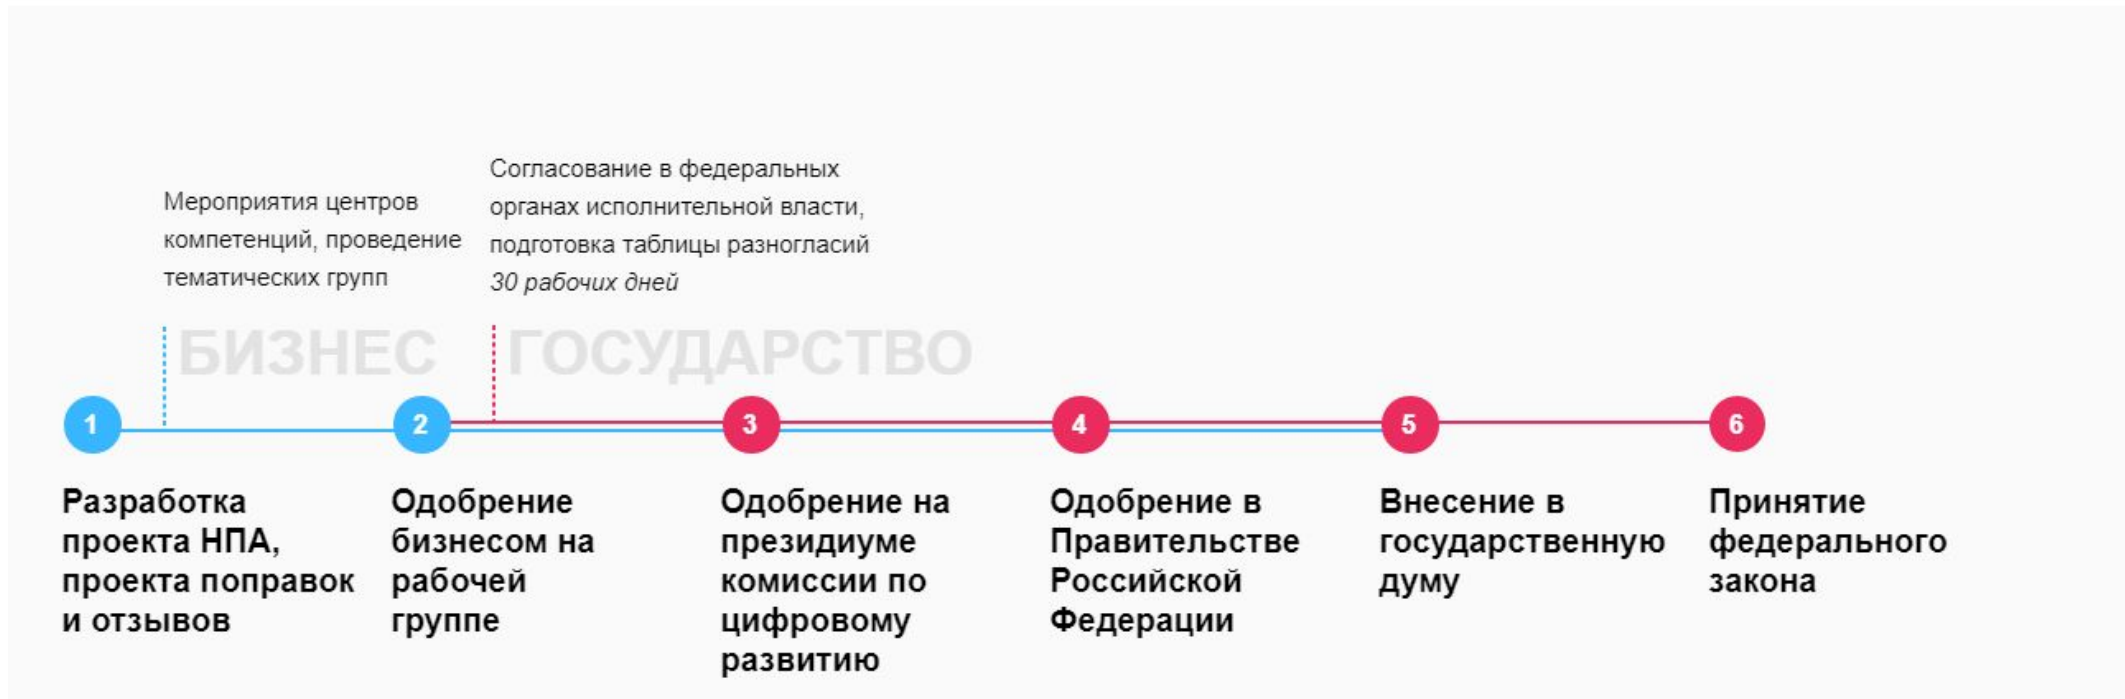 Мероприятия центров
компетенций, проведение
тематических групп
Согласование в федеральных
органах исполнительной власти,
подготовка таблицы разногласий
30 рабочих дней
БИЗНЕС
ГОСУДАРСТВО
1
2
3
4
5
6
Разработка
проекта НПА,
проекта поправок
и отзывов
Одобрение
бизнесом на
рабочей
группе
Одобрение на
президиуме
комиссии по
цифровому
развитию
Одобрение в
Правительстве
Российской
Федерации
Внесение в
государственную
думу
Принятие
федерального
закона